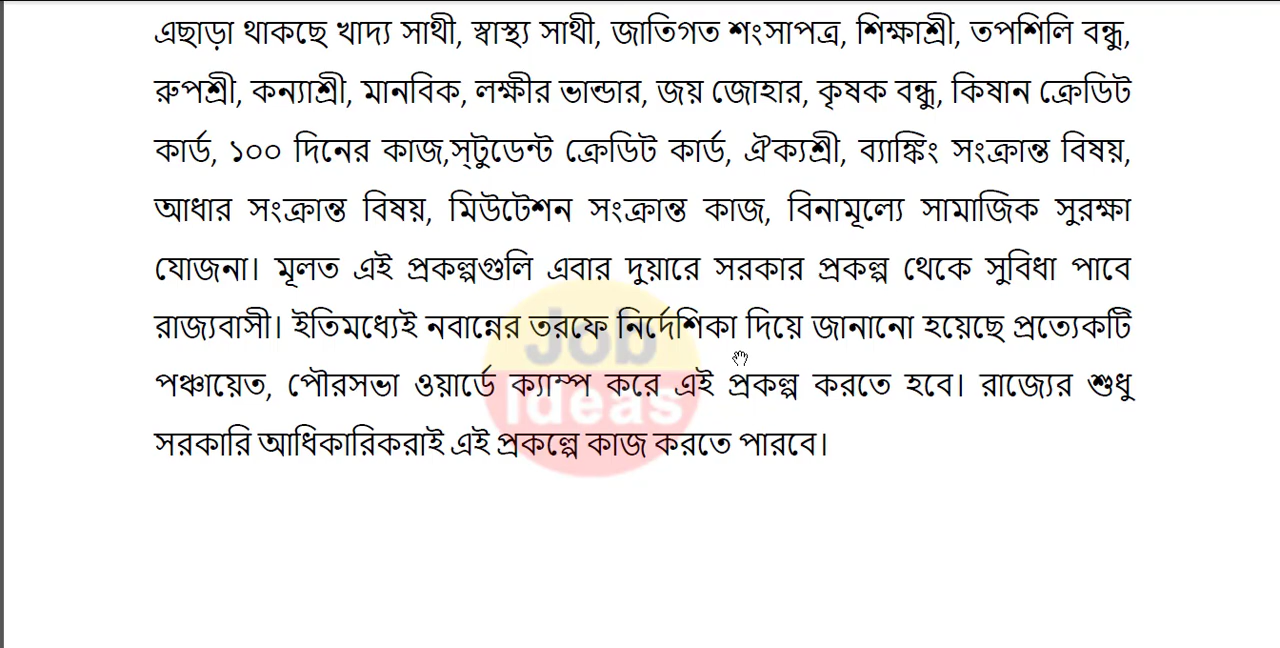 এছাড়া থাকছে খাদ্য সাথী, স্বাস্থ্য সাথী, জাতিগত শংসাপত্র, শিক্ষাশ্রী, তপশিলি বন্ধু,
রুপশ্রী, কন্যাশ্রী, মানবিক, লক্ষীর ভান্ডার, জয় জোহার, কৃষক বন্ধু, কিষান ক্রেডিট
কার্ড, ১০০ দিনের কাজ,স্টুডেন্ট ক্রেডিট কার্ড, ঐক্যশ্রী, ব্যাঙ্কিং সংক্রান্ত বিষয়,
আধার সংক্রান্ত বিষয়, মিউটেশন সংক্রান্ত কাজ, বিনামূল্যে সামাজিক সুরক্ষা
যোজনা। মূলত এই প্রকল্পগুলি এবার দুয়ারে সরকার প্রকল্প থেকে সুবিধা পাবে
রাজ্যবাসী। ইতিমধ্যেই নবান্নের তরফে নির্দেশিকা দিয়ে জানানো হয়েছে প্রত্যেকটি
পঞ্চায়েত, পৌরসভা ওয়ার্ডে ক্যাম্প করে এই প্রকল্প করতে হবে। রাজ্যের শুধু
সরকারি আধিকারিকরাই এই প্রকল্পে কাজ করতে পারবে।
Job
Ideas